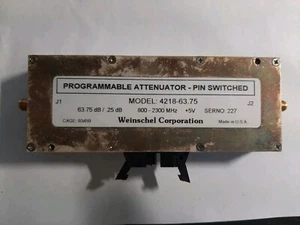 PROGRAMMABLE ATTENUATOR - PIN SWITCHED
J1 MODEL: 4218-63.75 J2
63.75 dB / .25 dB 800 - 2300 MHz +5V SERNO: 227
Weinschel Corporation
CAGE: Made in U.S.A.